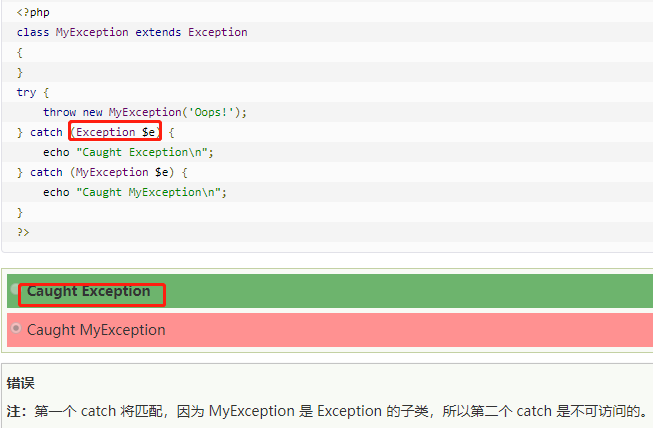 <?php
class MyException extends Exception
{
}
try {
    throw new MyException('Oops!');
} catch (Exception $e) {
    echo "Caught Exception\n";
} catch (MyException $e) {
    echo "Caught MyException\n";
}
?>
Caught Exception
Caught MyException
错误
注：第一个 catch 将匹配，因为 MyException 是 Exception 的子类，所以第二个 catch 是不可访问的。